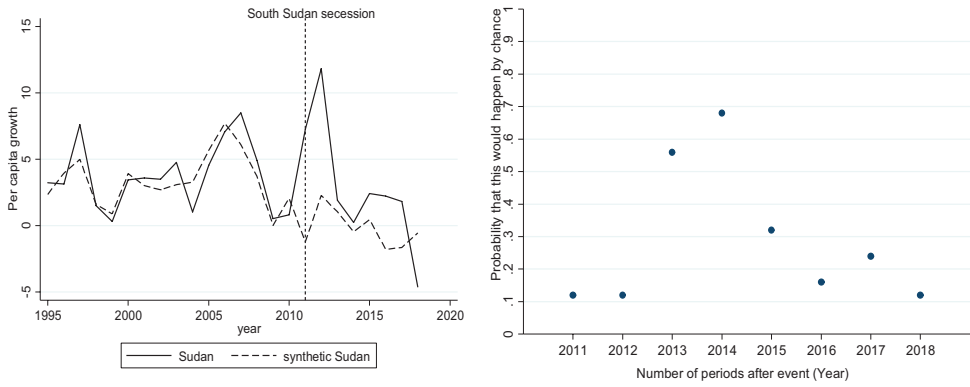 South Sudan secession
Per capita growth
15
10
5
0
-5
1995 2000 2005 2010 2015 2020
year
Sudan synthetic Sudan
Probability that this would happen by chance
1
.9
.8
.7
.6
.5
.4
.3
.2
.1
0
2011 2012 2013 2014 2015 2016 2017 2018
Number of periods after event (Year)